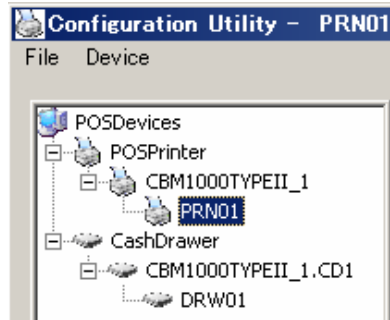 Configuration Utility - PRN01
File Device
POSDevices
POSPrinter
CBM1000TYPEII_1
PRN01
CashDrawer
CBM1000TYPEII_1.CD1
DRW01